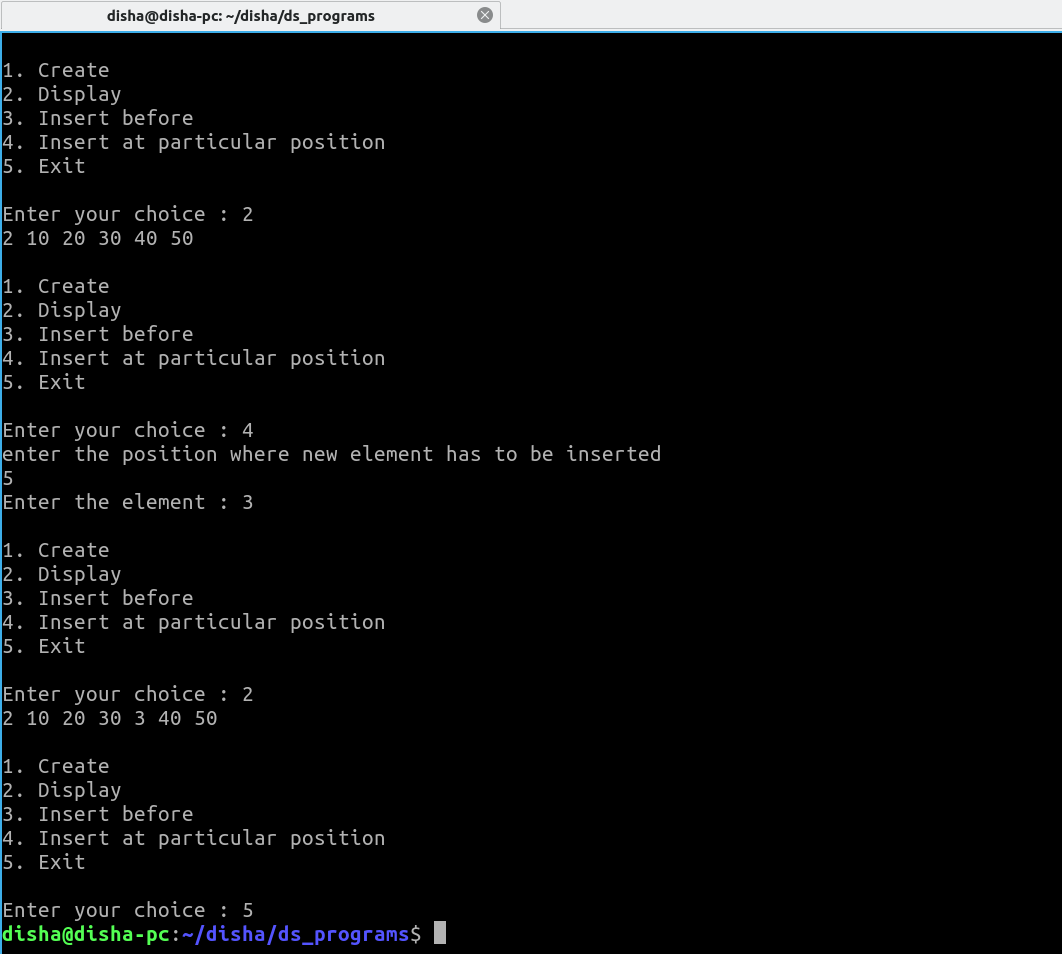 disha@disha-pc: ~/disha/ds_programs
1. Create
2. Display
3. Insert before
4. Insert at particular position
5. Exit
Enter your choice : 2
2 10 20 30 40 50
1. Create
2. Display
3. Insert before
4. Insert at particular position
5. Exit
Enter your choice : 4
enter the position where new element has to be inserted
5
Enter the element : 3
1. Create
2. Display
3. Insert before
4. Insert at particular position
5. Exit
Enter your choice : 2
2 10 20 30 3 40 50
1. Create
2. Display
3. Insert before
4. Insert at particular position
5. Exit
Enter your choice : 5
disha@disha-pc:~/disha/ds_programs$